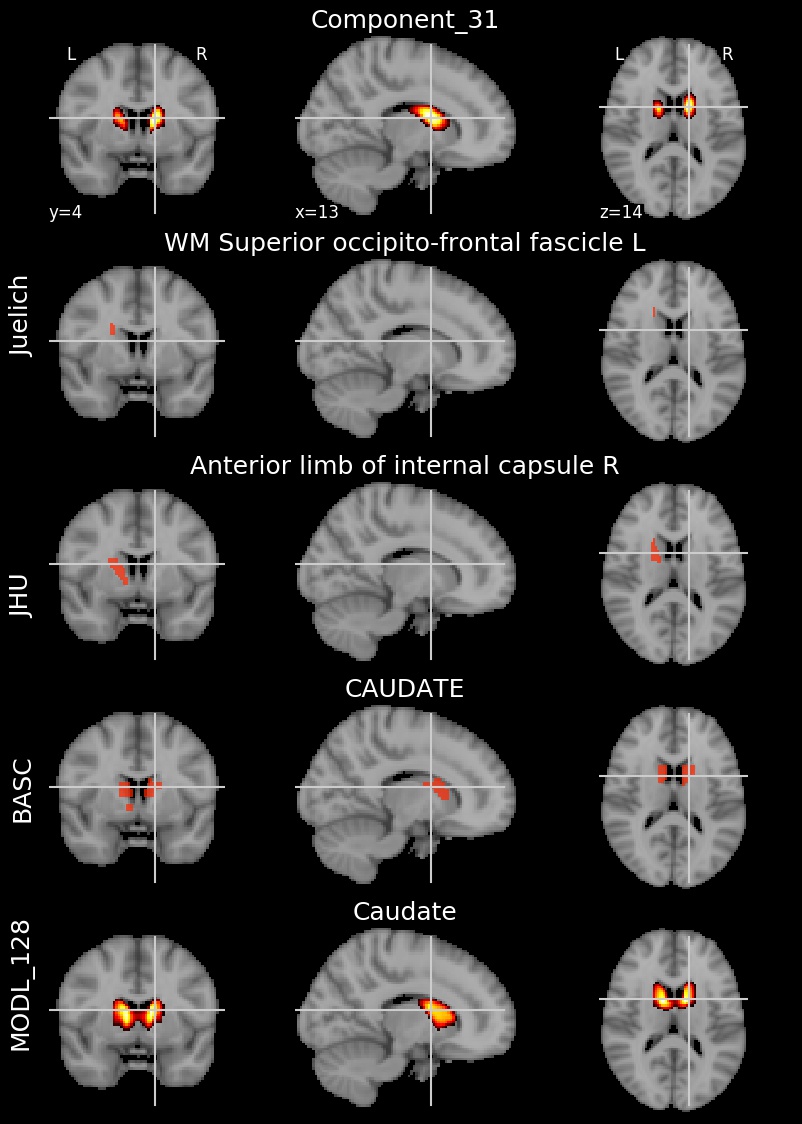 Component_31
L R L R
y=4 x=13 z=14
WM Superior occipito-frontal fascicle L
Juelich
Anterior limb of internal capsule R
JHU
CAUDATE
BASC
Caudate
MODL_128